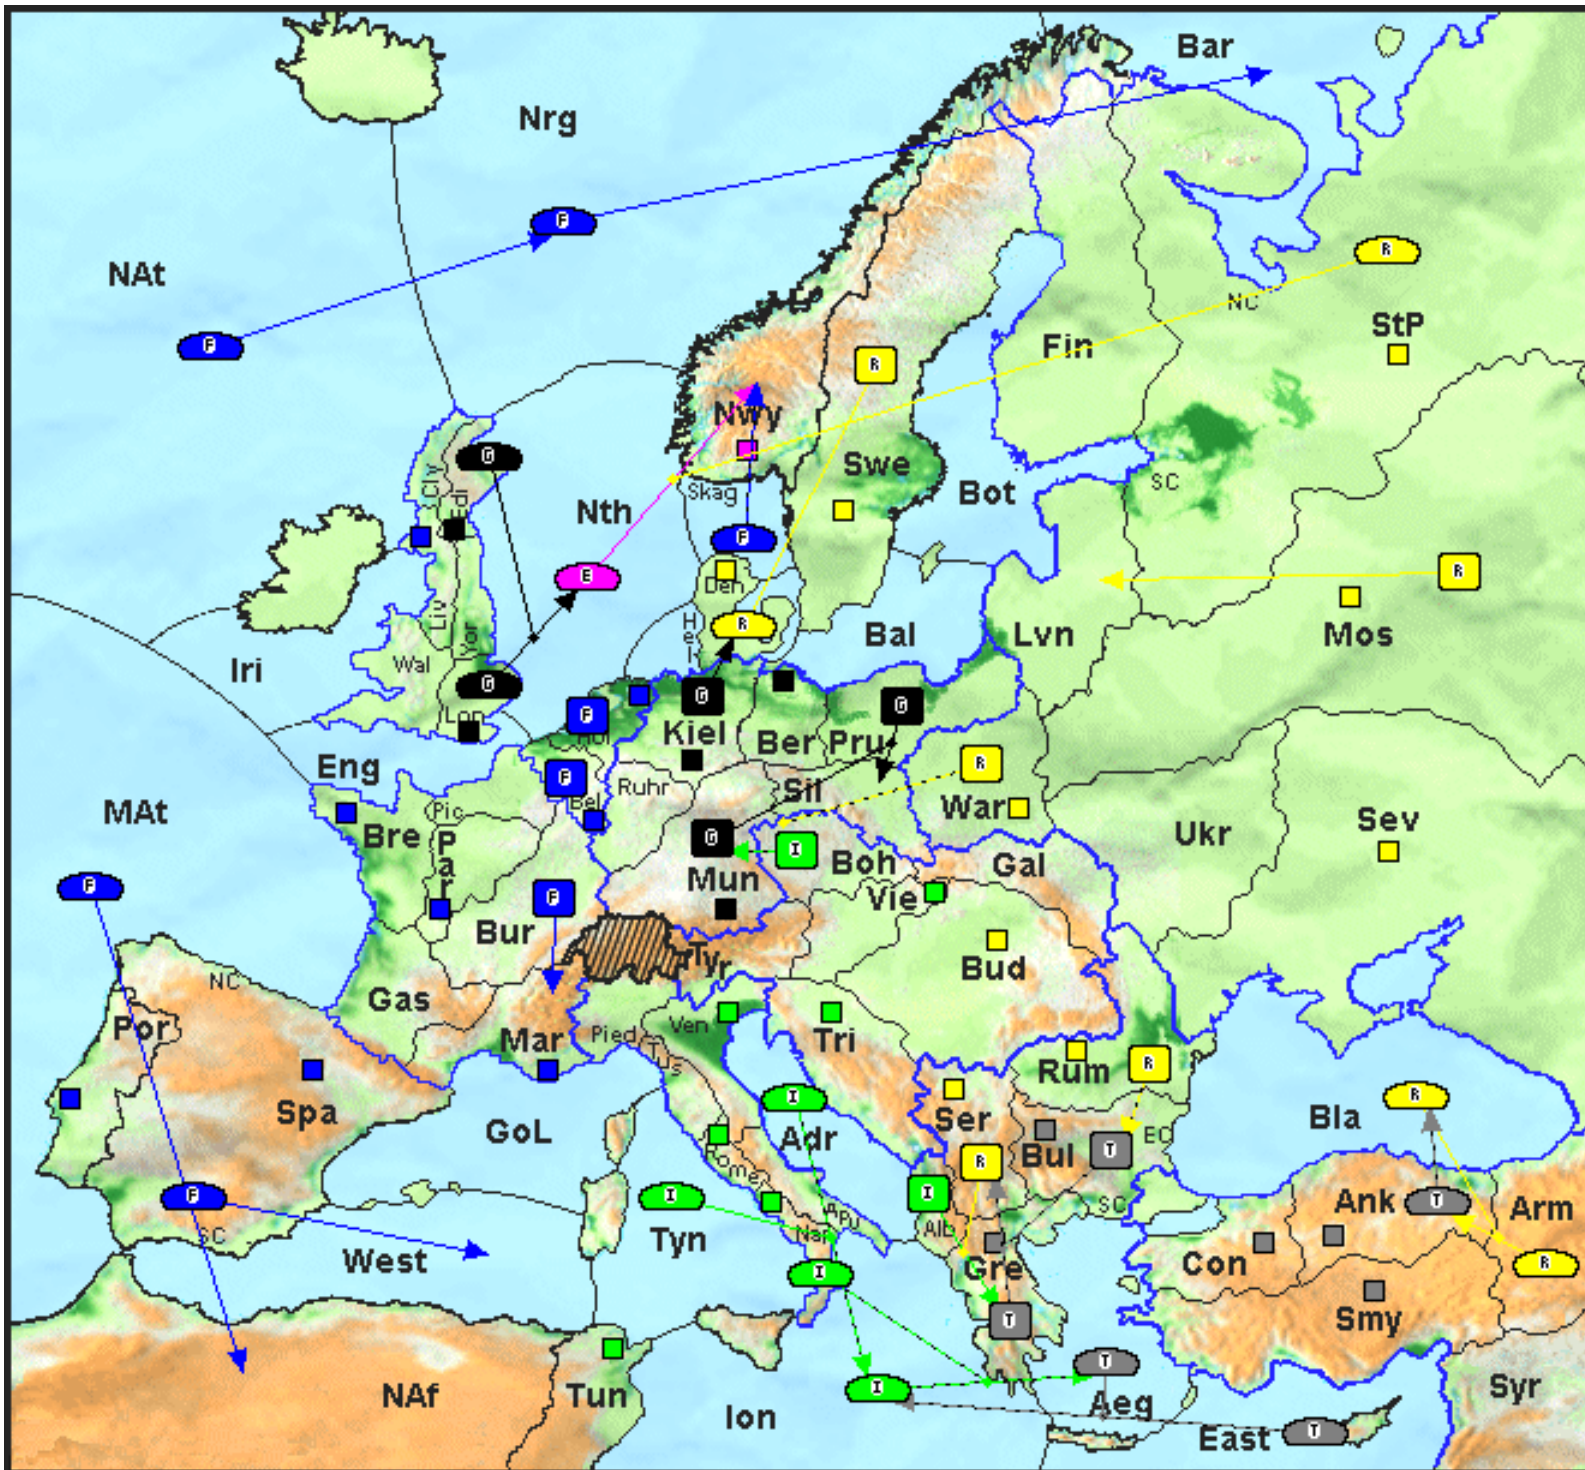 Bar
Nrg
NAt
R
F
NC
StP
F
Fin
R
Nwy
G
Cly
Swe
Skag
SC
Bot
Nth
Edi
F
R
E
Den
Mos
Liv
Yor
Hel
R
Bal
Lvn
Wal
Iri
G
G
G
Lon
F
Hol
Kiel
Ber
Pru
Eng
R
F
Ruhr
Sil
Bel
War
MAt
Pic
Bre
Par
G
I
Boh
Gal
Ukr
Sev
F
Mun
Vie
F
Bur
Tyr
Bud
NC
Gas
Por
Ven
Mar
Pied
Tus
Tri
Rum
R
Spa
I
Ser
R
Bla
GoL
Adr
Bul
T
EC
Rome
R
F
I
I
Ank
T
Arm
SC
Tyn
Nap
Apu
Alb
SC
West
I
Gre
Con
R
T
Smy
T
I
NAf
Tun
Ion
Aeg
Syr
East
T